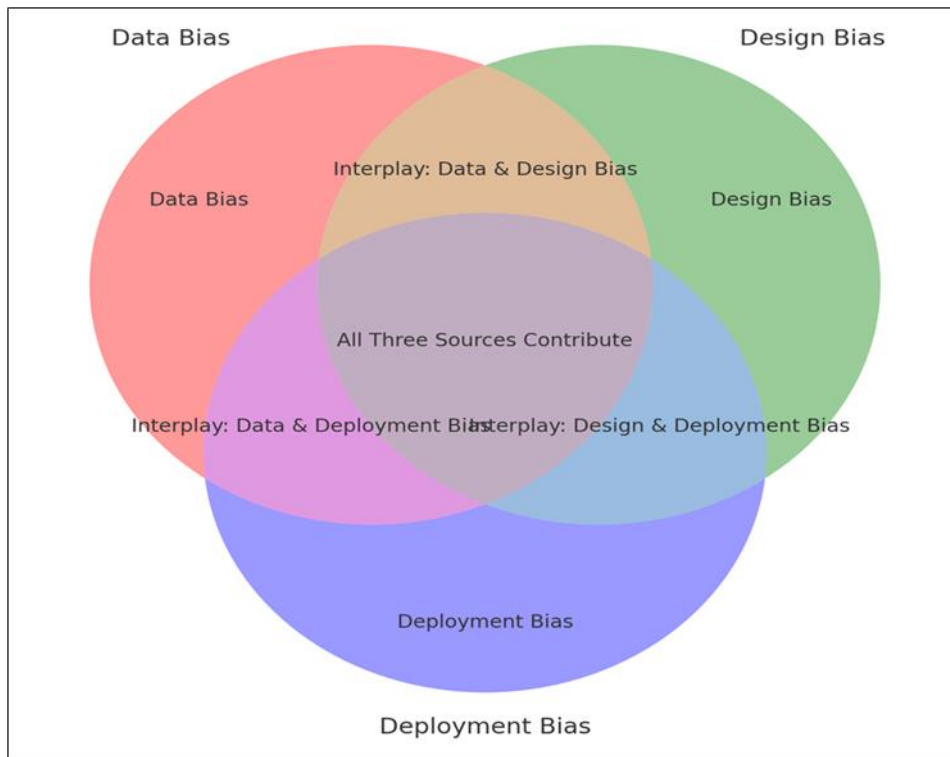 Data Bias
Design Bias
Interplay: Data & Design Bias
Data Bias
Design Bias
All Three Sources Contribute
Interplay: Data & Deployment Bias
Interplay: Design & Deployment Bias
Deployment Bias
Deployment Bias